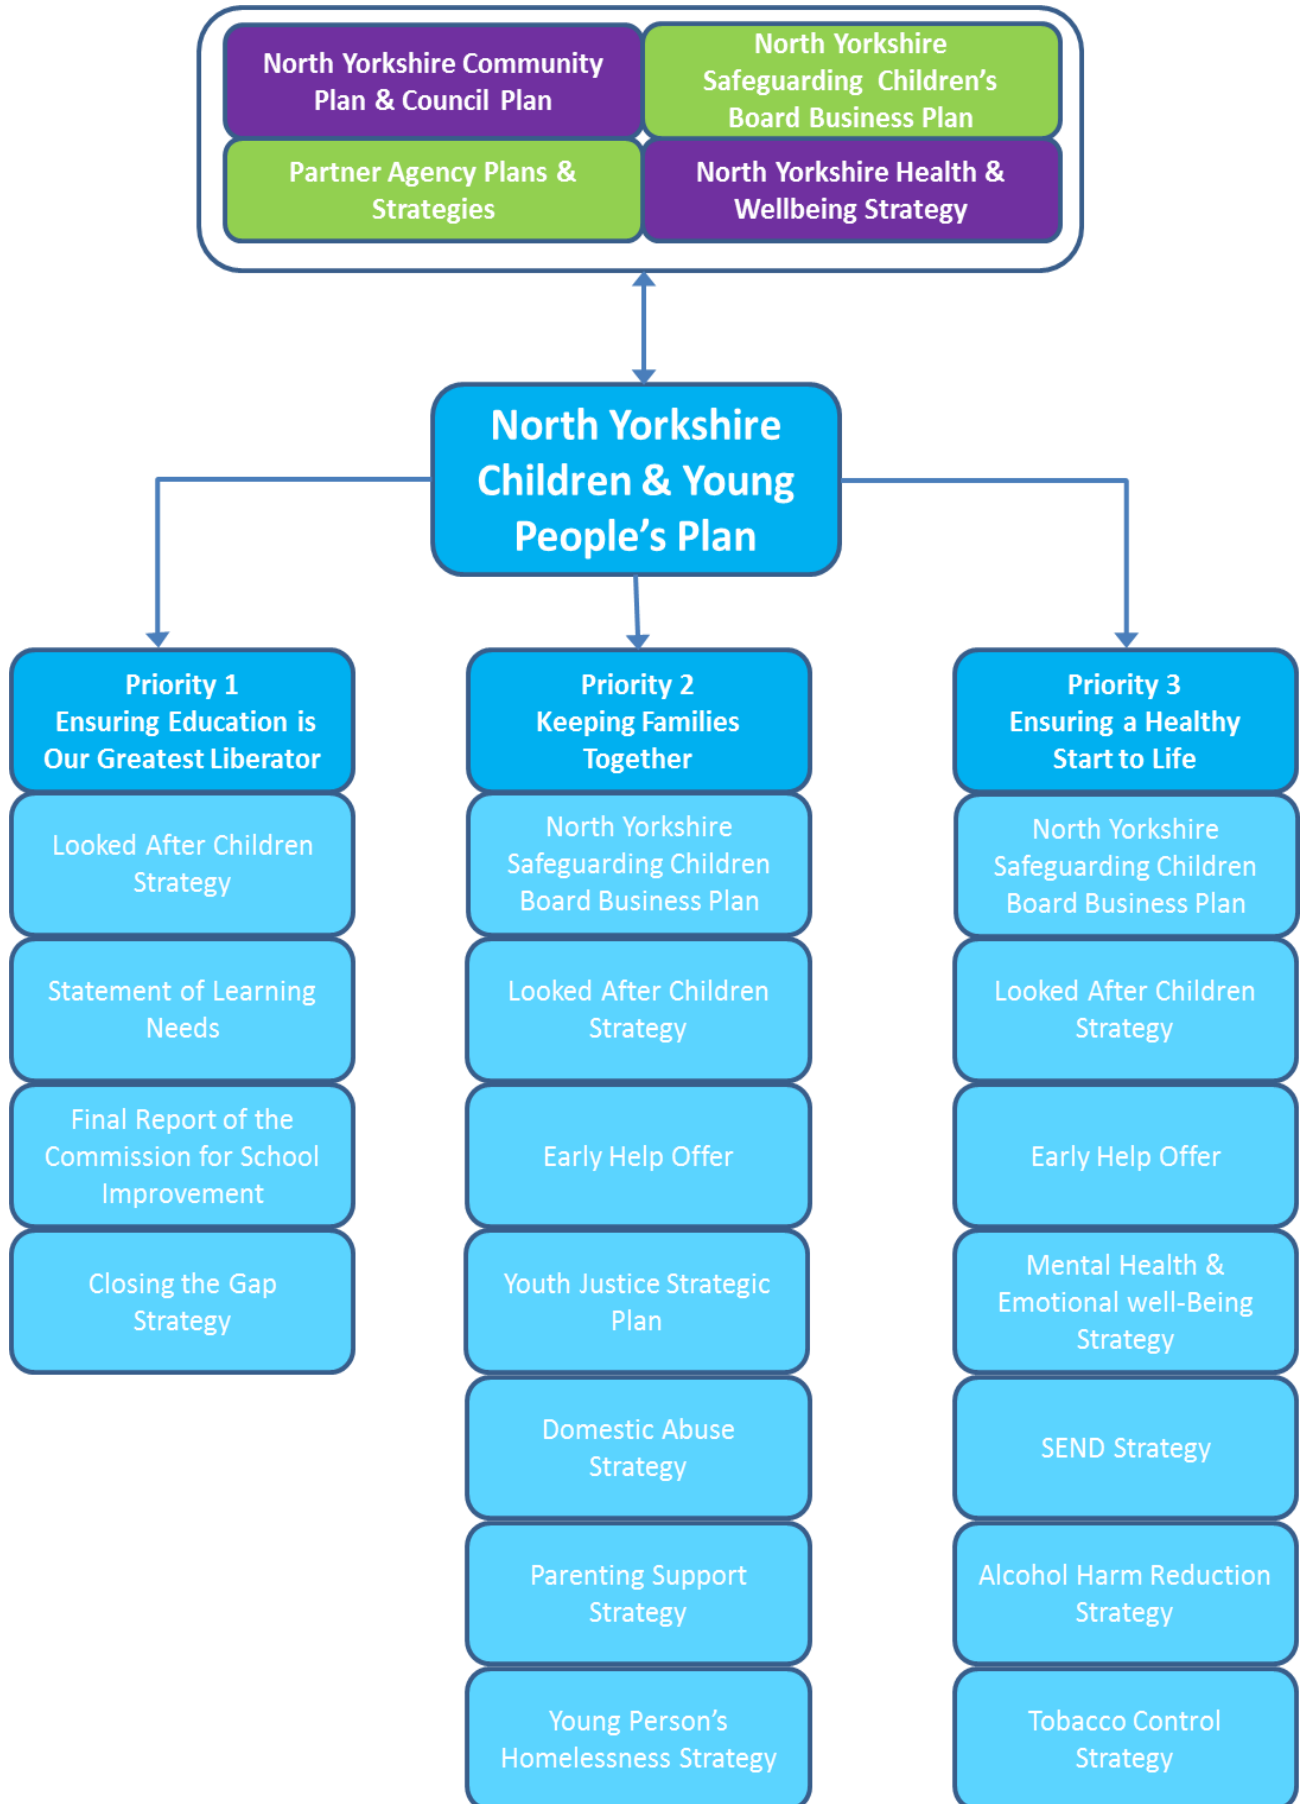 North Yorkshire Community
Plan & Council Plan
North Yorkshire
Safeguarding Children's
Board Business Plan
Partner Agency Plans &
Strategies
North Yorkshire Health &
Wellbeing Strategy
North Yorkshire
Children & Young
People's Plan
Priority 1
Ensuring Education is
Our Greatest Liberator
Looked After Children
Strategy
Statement of Learning
Needs
Final Report of the
Commission for School
Improvement
Closing the Gap
Strategy
Priority 2
Keeping Families
Together
North Yorkshire
Safeguarding Children
Board Business Plan
Looked After Children
Strategy
Early Help Offer
Youth Justice Strategic
Plan
Domestic Abuse
Strategy
Parenting Support
Strategy
Young Person's
Homelessness Strategy
Priority 3
Ensuring a Healthy
Start to Life
North Yorkshire
Safeguarding Children
Board Business Plan
Looked After Children
Strategy
Early Help Offer
Mental Health &
Emotional well-Being
Strategy
SEND Strategy
Alcohol Harm Reduction
Strategy
Tobacco Control
Strategy